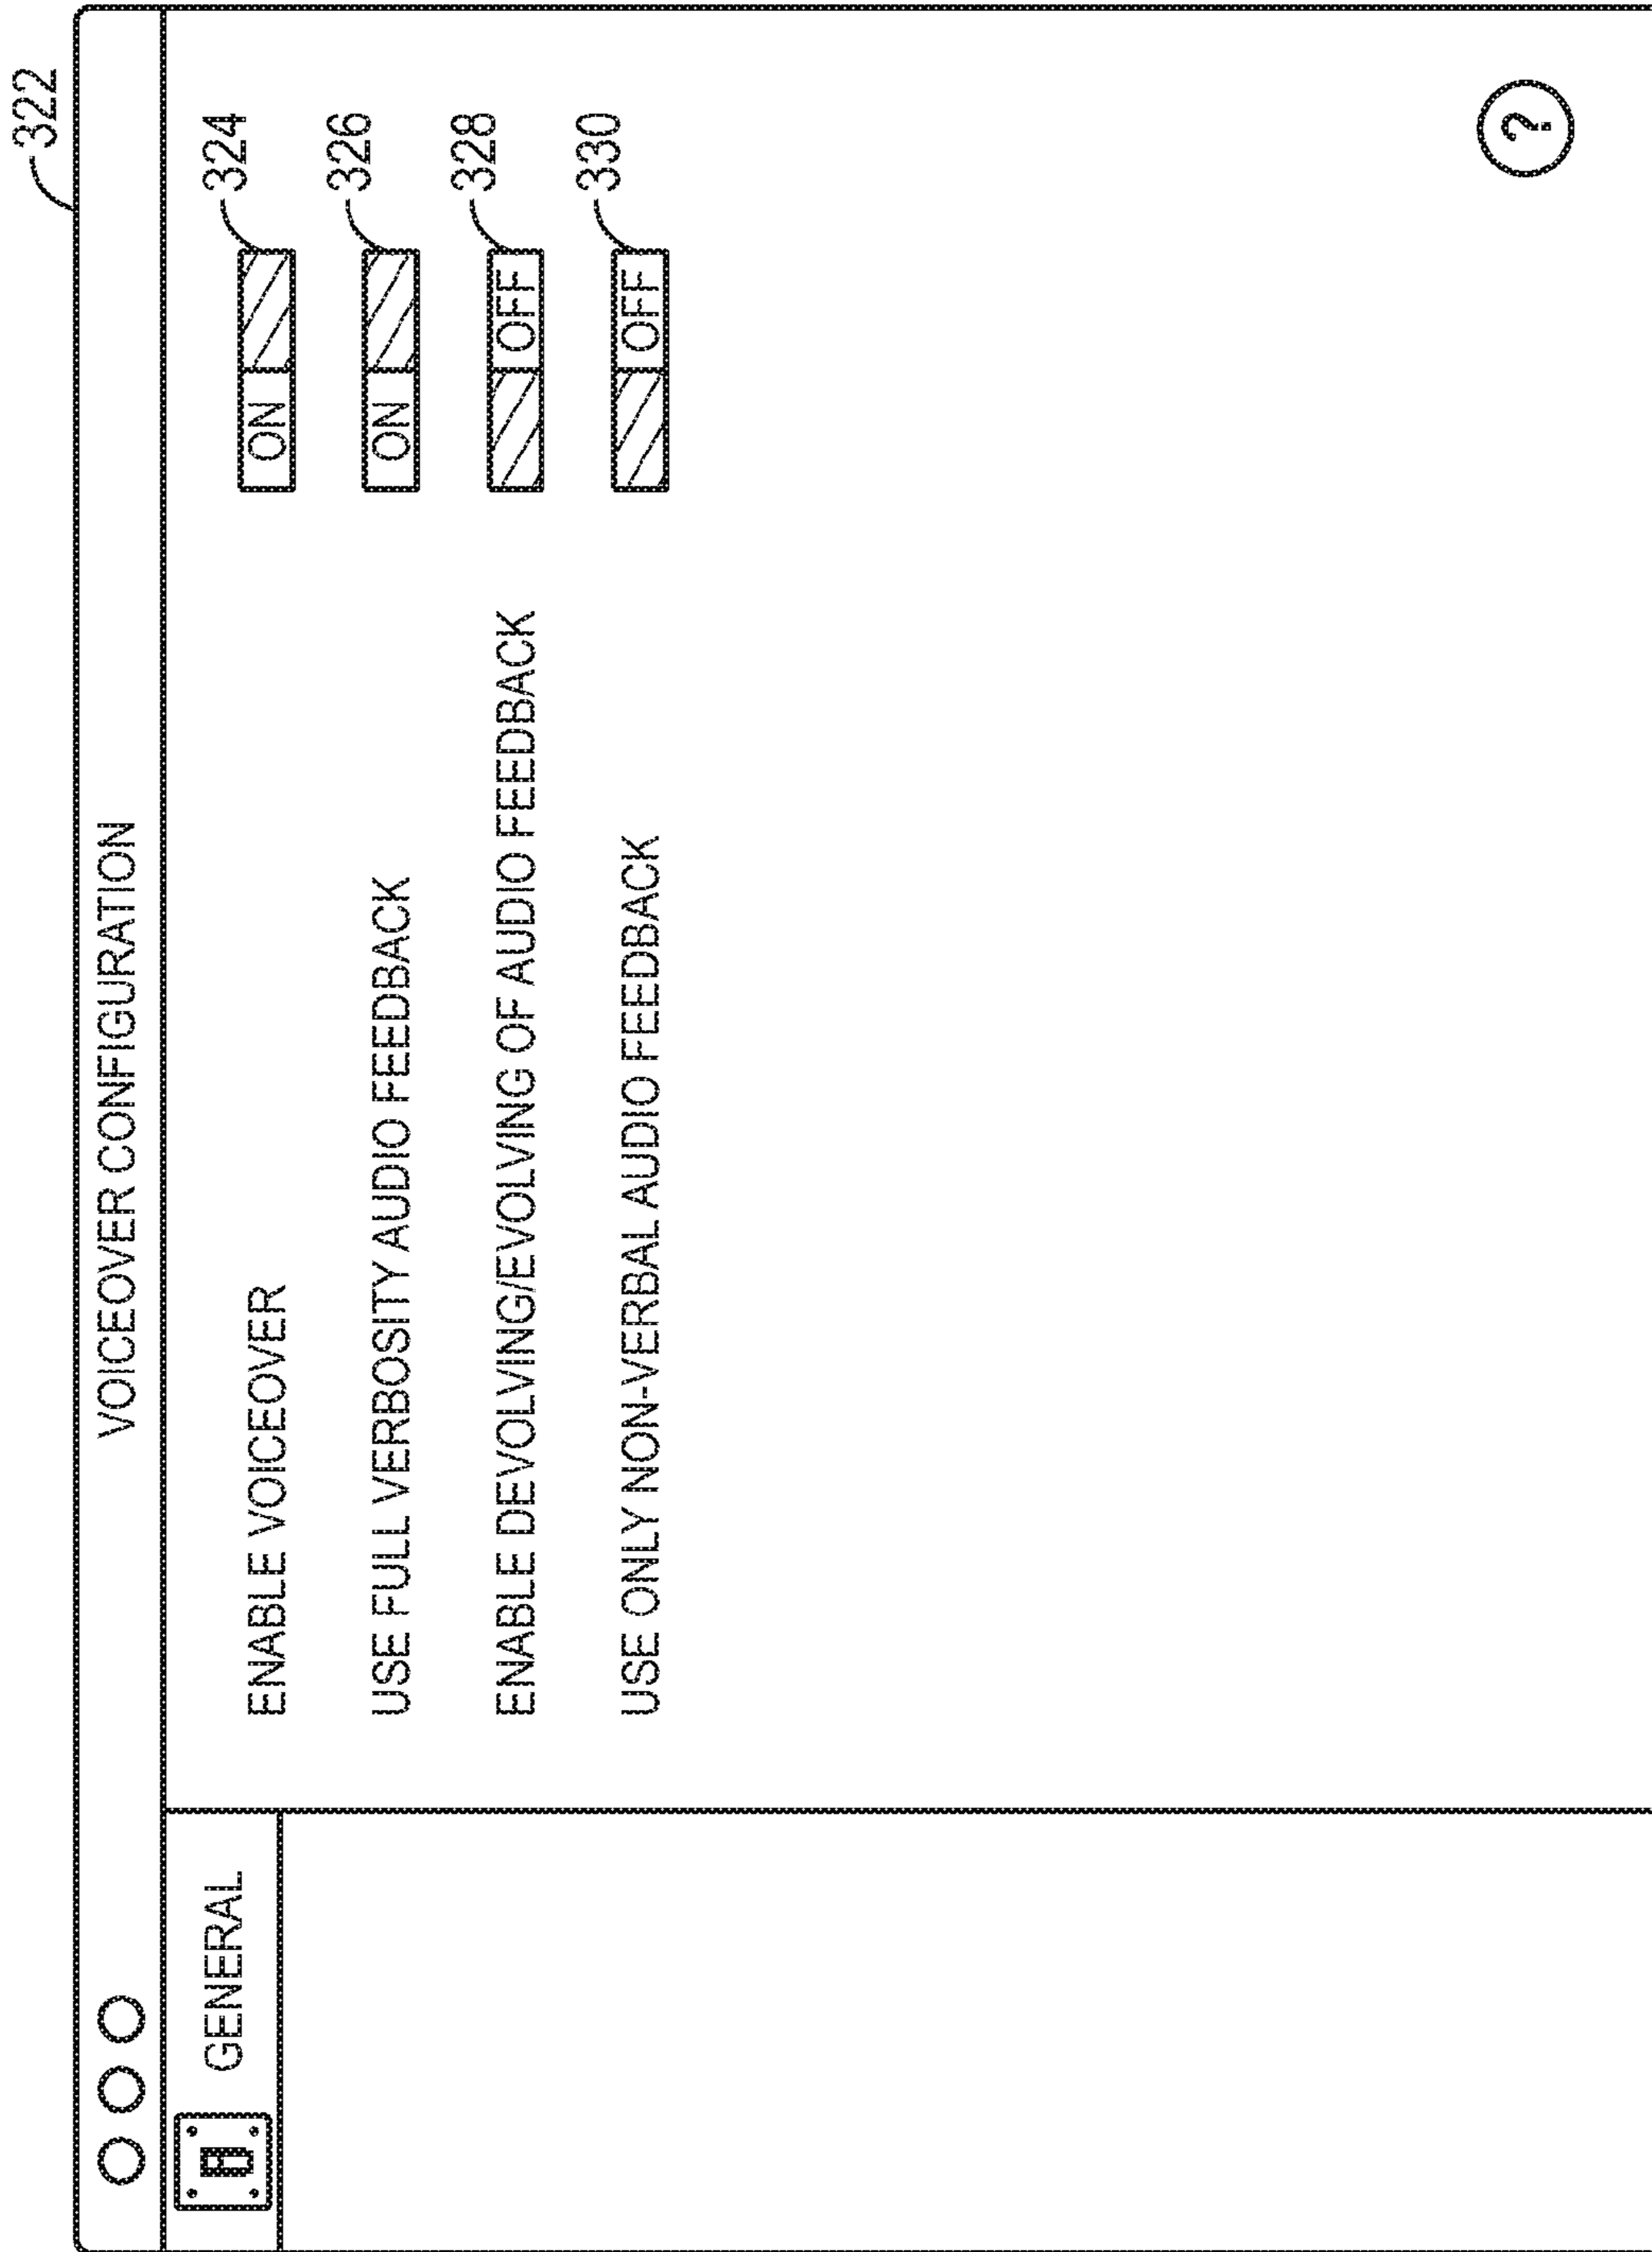 322
VOICEOVER CONFIGURATION
GENERAL
ENABLE VOICEOVER ON 324
USE FULL VERBOSITY AUDIO FEEDBACK ON 326
ENABLE DEVOLVING/EVOLVING OF AUDIO FEEDBACK OFF 328
USE ONLY NON-VERBAL AUDIO FEEDBACK OFF 330
?